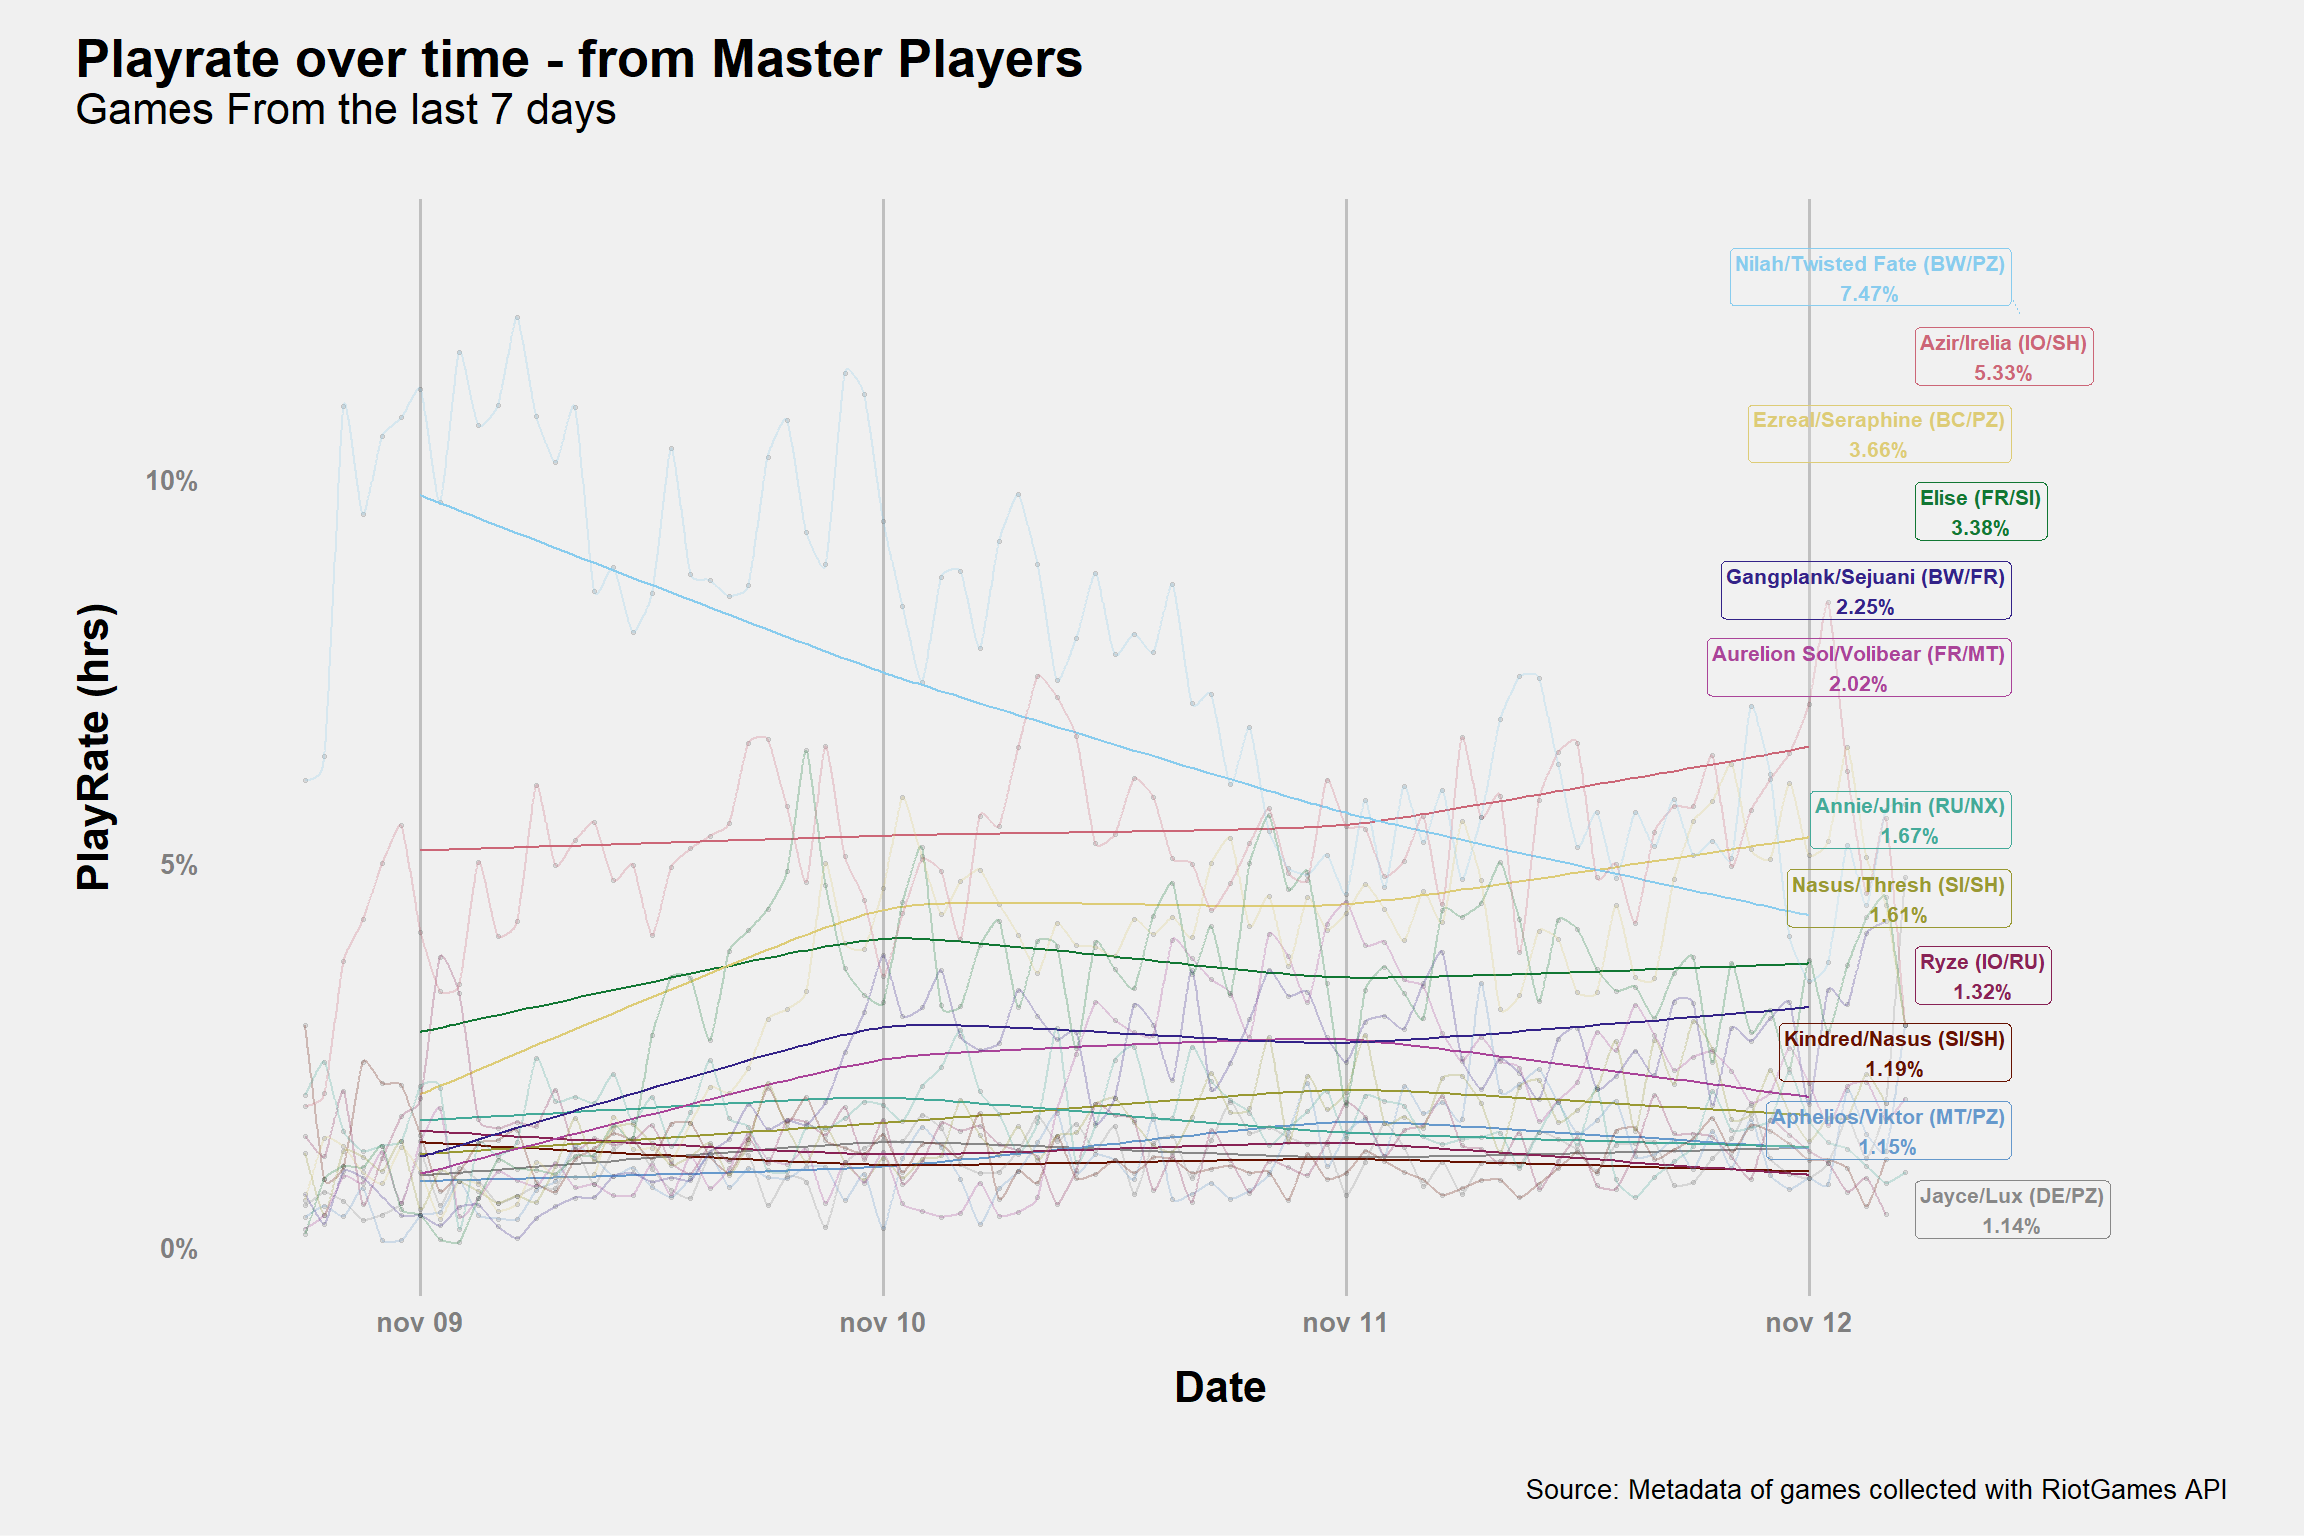 Playrate over time - from Master Players
Games From the last 7 days
PlayRate (hrs)
10%
5%
0%
Nilah/Twisted Fate (BW/PZ)
7.47%
Azir/Irelia (IO/SH)
5.33%
Ezreal/Seraphine (BC/PZ)
3.66%
Elise (FR/SI)
3.38%
Gangplank/Sejuani (BW/FR)
2.25%
Aurelion Sol/Volibear (FR/MT)
2.02%
Annie/Jhin (RU/NX)
1.67%
Nasus/Thresh (SI/SH)
1.61%
Ryze (IO/RU)
1.32%
Kindred/Nasus (SI/SH)
1.19%
Aphelios/Viktor (MT/PZ)
1.15%
Jayce/Lux (DE/PZ)
1.14%
nov 09
nov 10
nov 11
nov 12
Date
Source: Metadata of games collected with RiotGames API